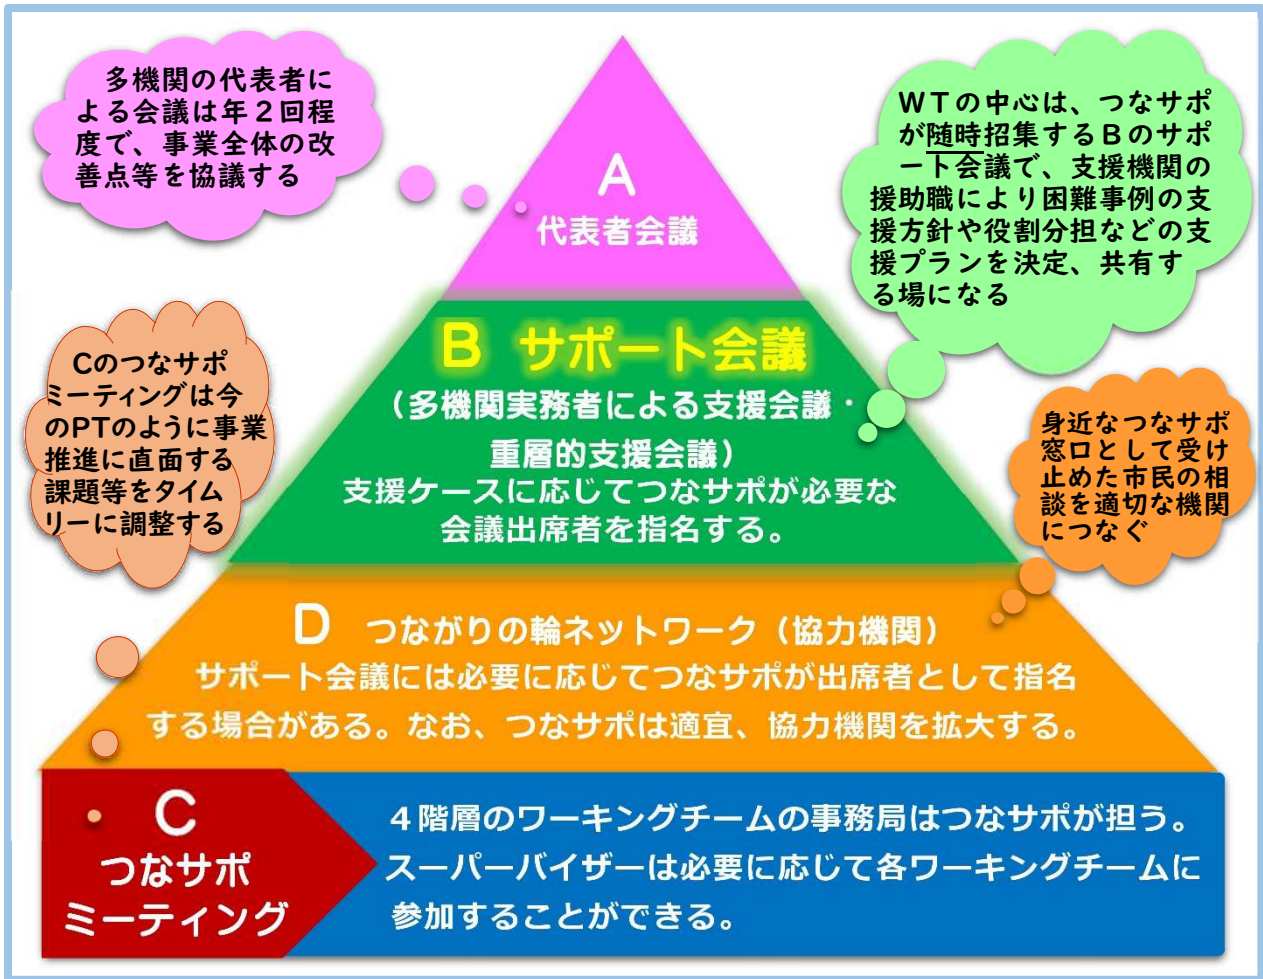 多機関の代表者に
よる会議は年２回程
度で、事業全体の改
善点等を協議する
ＷＴの中心は、つなサポ
が随時招集するＢのサポ
ート会議で、支援機関の
援助職により困難事例の支
援方針や役割分担などの支
援プランを決定、共有す
る場になる
A
代表者会議
B サポート会議
（多機関実務者による支援会議・
重層的支援会議）
支援ケースに応じてつなサポが必要な
会議出席者を指名する。
Cのつなサポ
ミーティングは今
のPTのように事業
推進に直面する
課題等をタイム
リーに調整する
身近なつなサポ
窓口として受け
止めた市民の相
談を適切な機関
につなぐ
D つながりの輪ネットワーク（協力機関）
サポート会議には必要に応じてつなサポが出席者として指名
する場合がある。なお、つなサポは適宜、協力機関を拡大する。
C
つなサポ
ミーティング
４階層のワーキングチームの事務局はつなサポが担う。
スーパーバイザーは必要に応じて各ワーキングチームに
参加することができる。